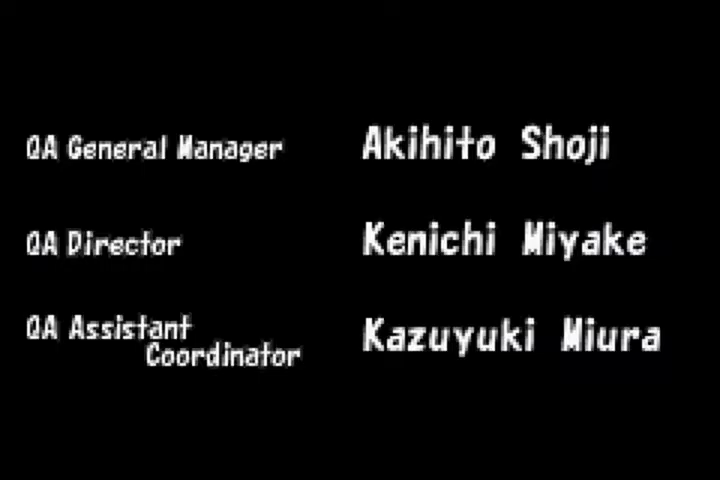 QA General Manager Akihito Shoji
QA Director Kenichi Miyake
QA Assistant
Coordinator Kazuyuki Miura